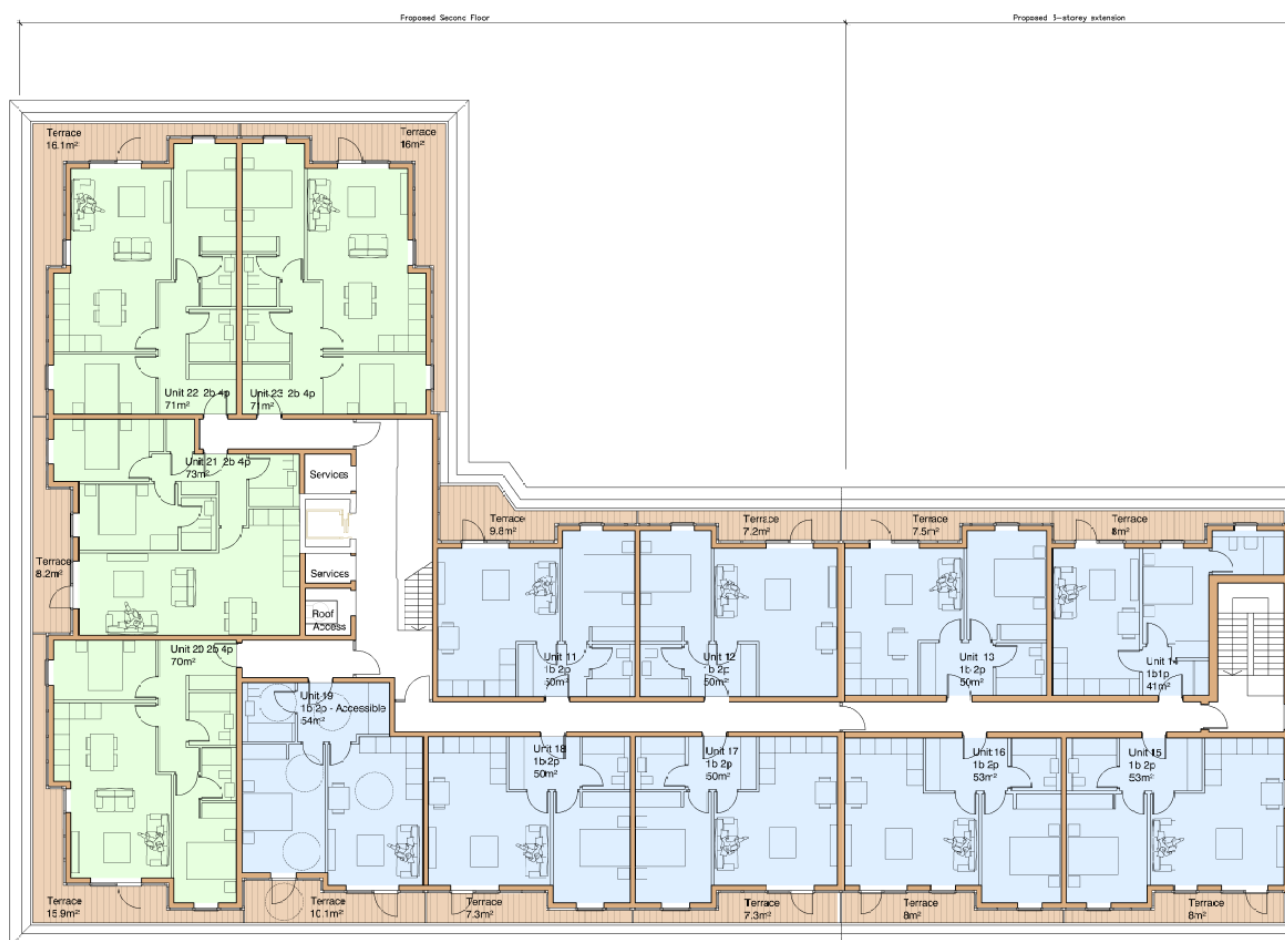 Proposed Second Floor
Proposed 3-storey extension
Terrace
16.1m²
Terrace
16m²
Unit 22 2b 4p
71m²
Unit 23 2b 4p
71m²
Unit 21 2b 4p
73m²
Services
Terrace
8.2m²
Services
Roof
Access
Terrace
9.8m²
Terrace
7.2m²
Terrace
7.5m²
Terrace
8m²
Unit 20 2b 4p
70m²
Unit 11
1b 2p
50m²
Unit 12
1b 2p
50m²
Unit 13
1b 2p
50m²
Unit 14
1b1p
41m²
Unit 19
1b 2p - Accessible
54m²
Unit 18
1b 2p
50m²
Unit 17
1b 2p
50m²
Unit 16
1b 2p
53m²
Unit 15
1b 2p
53m²
Terrace
15.9m²
Terrace
10.1m²
Terrace
7.3m²
Terrace
7.3m²
Terrace
8m²
Terrace
8m²